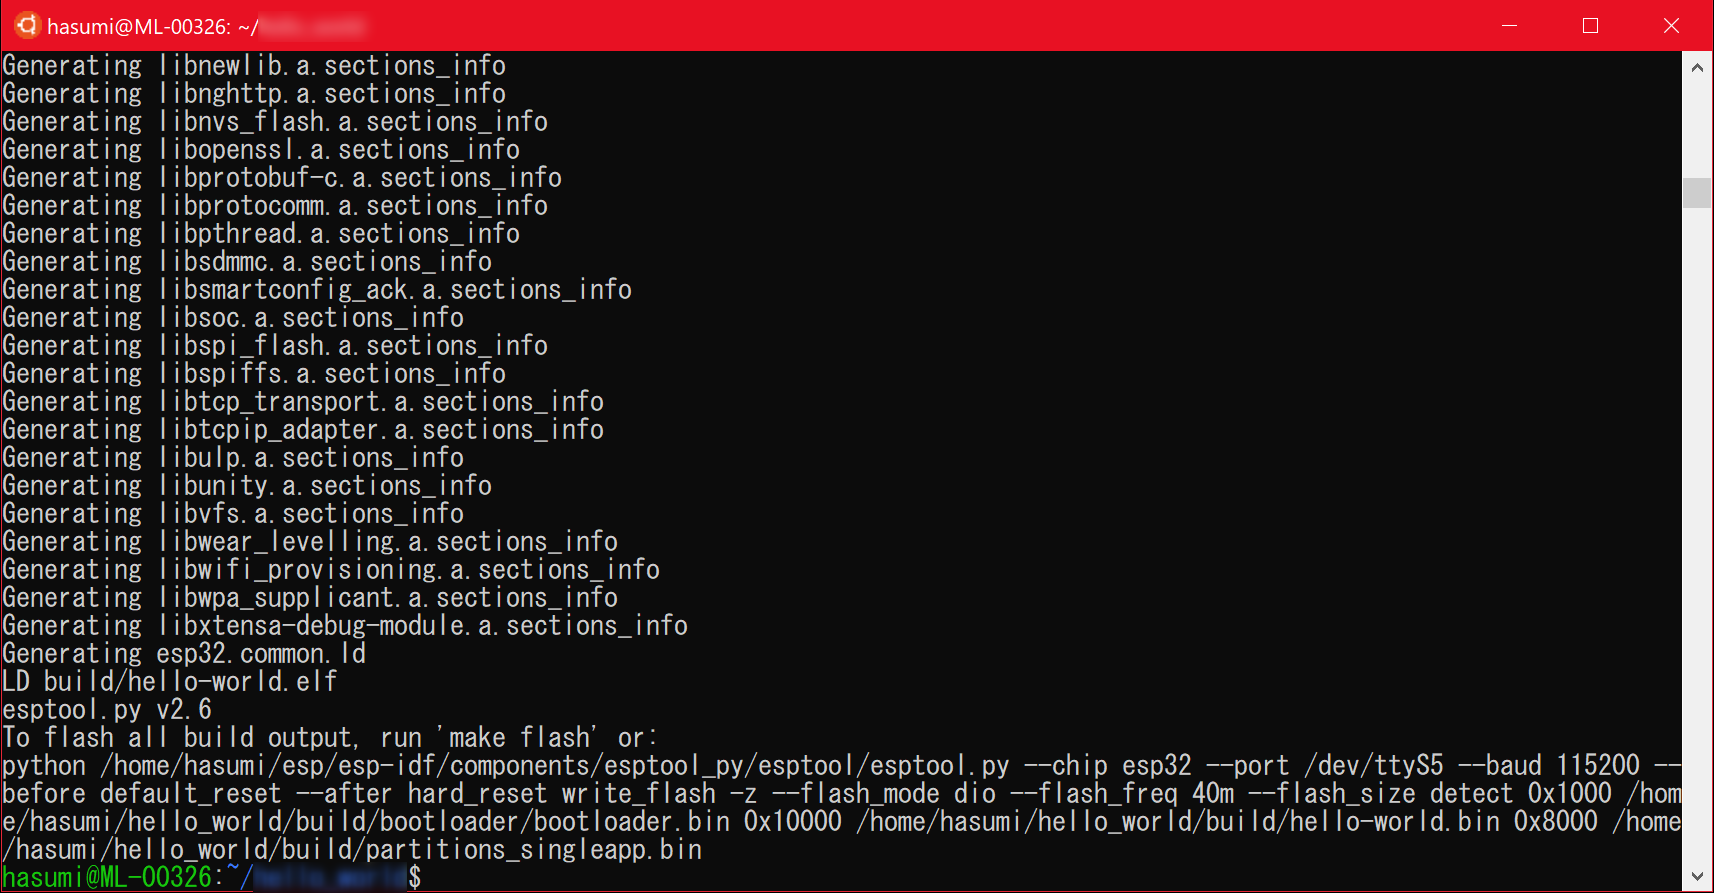 hasumi@ML-00326: ~/
Generating libnewlib.a.sections_info
Generating libnghttp.a.sections_info
Generating libnvs_flash.a.sections_info
Generating libopenssl.a.sections_info
Generating libprotobuf-c.a.sections_info
Generating libprotocomm.a.sections_info
Generating libpthread.a.sections_info
Generating libsdmmc.a.sections_info
Generating libsmartconfig_ack.a.sections_info
Generating libsoc.a.sections_info
Generating libspi_flash.a.sections_info
Generating libspiffs.a.sections_info
Generating libtcp_transport.a.sections_info
Generating libtcpip_adapter.a.sections_info
Generating libulp.a.sections_info
Generating libunity.a.sections_info
Generating libvfs.a.sections_info
Generating libwear_levelling.a.sections_info
Generating libwifi_provisioning.a.sections_info
Generating libwpa_supplicant.a.sections_info
Generating libxtensa-debug-module.a.sections_info
Generating esp32.common.ld
LD build/hello-world.elf
esptool.py v2.6
To flash all build output, run 'make flash' or:
python /home/hasumi/esp/esp-idf/components/esptool_py/esptool/esptool.py --chip esp32 --port /dev/ttyS5 --baud 115200 --
before default_reset --after hard_reset write_flash -z --flash_mode dio --flash_freq 40m --flash_size detect 0x1000 /hom
e/hasumi/hello_world/build/bootloader/bootloader.bin 0x10000 /home/hasumi/hello_world/build/hello-world.bin 0x8000 /home
/hasumi/hello_world/build/partitions_singleapp.bin
hasumi@ML-00326:~/ $